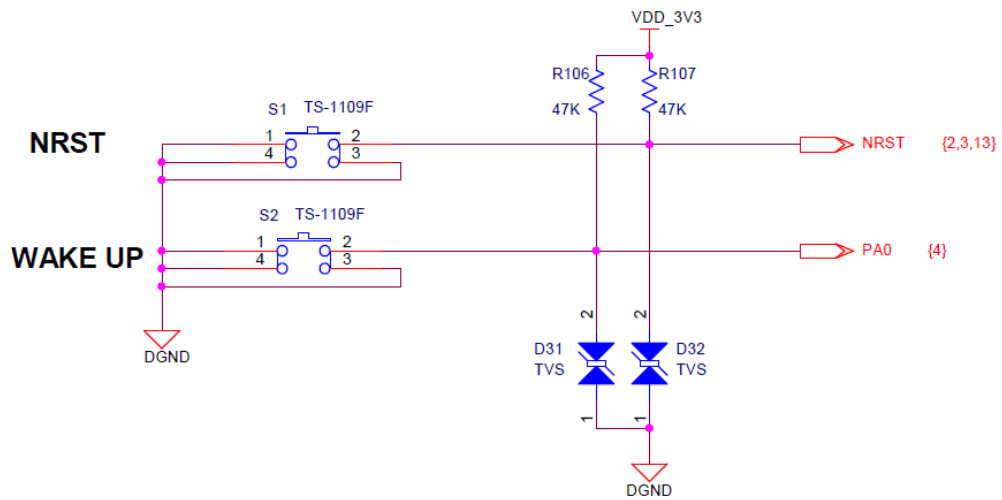 VDD_3V3
R106 R107
47K 47K
S1 TS-1109F
NRST
1 2
4 3
NRST {2,3,13}
S2 TS-1109F
WAKE UP
1 2
4 3
PA0 {4}
DGND
2 2
D31 D32
TVS TVS
1 1
DGND